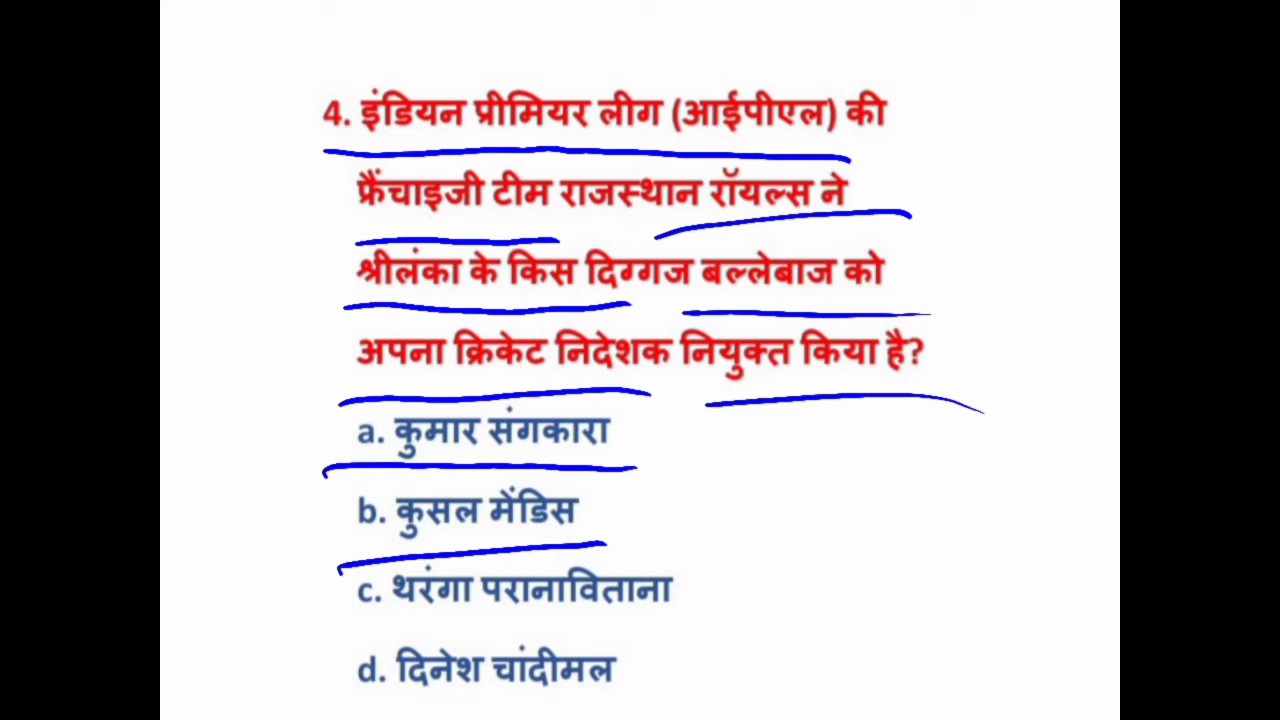 4. इंडियन प्रीमियर लीग (आईपीएल) की
फ्रैंचाइजी टीम राजस्थान रॉयल्स ने
श्रीलंका के किस दिग्गज बल्लेबाज को
अपना क्रिकेट निदेशक नियुक्त किया है?
a. कुमार संगकारा
b. कुसल मेंडिस
c. थरंगा परानाविताना
d. दिनेश चांदीमल